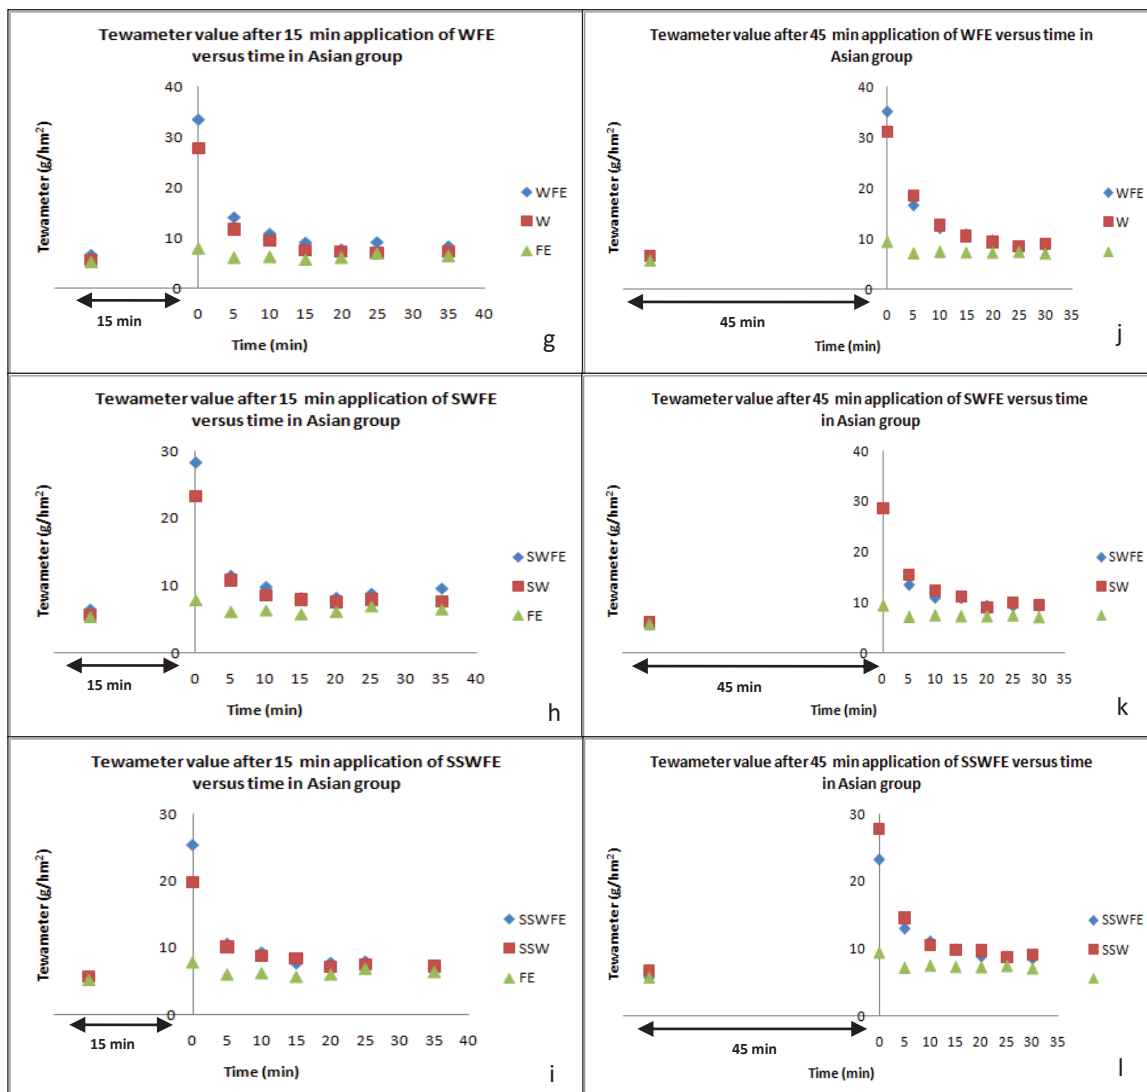 Tewameter value after 15 min application of WFE
versus time in Asian group
Tewameter (g/hm²)
40
30
20
10
0
WFE
W
FE
15 min
0 5 10 15 20 25 30 35 40
Time (min)
g
Tewameter value after 45 min application of WFE versus time in
Asian group
Tewameter (g/hm²)
40
30
20
10
0
WFE
W
45 min
0 5 10 15 20 25 30 35
Time (min)
j
Tewameter value after 15 min application of SWFE
versus time in Asian group
Tewameter (g/hm²)
30
20
10
0
SWFE
SW
FE
15 min
0 5 10 15 20 25 30 35 40
Time (min)
h
Tewameter value after 45 min application of SWFE versus time
in Asian group
Tewameter (g/hm²)
40
30
20
10
0
SWFE
SW
45 min
0 5 10 15 20 25 30 35
Time (min)
k
Tewameter value after 15 min application of SSWFE
versus time in Asian group
Tewameter (g/hm²)
30
20
10
0
SSWFE
SSW
FE
15 min
0 5 10 15 20 25 30 35 40
Time (min)
i
Tewameter value after 45 min application of SSWFE versus time
in Asian group
Tewameter (g/hm²)
30
20
10
0
SSWFE
SSW
45 min
0 5 10 15 20 25 30 35
Time (min)
l